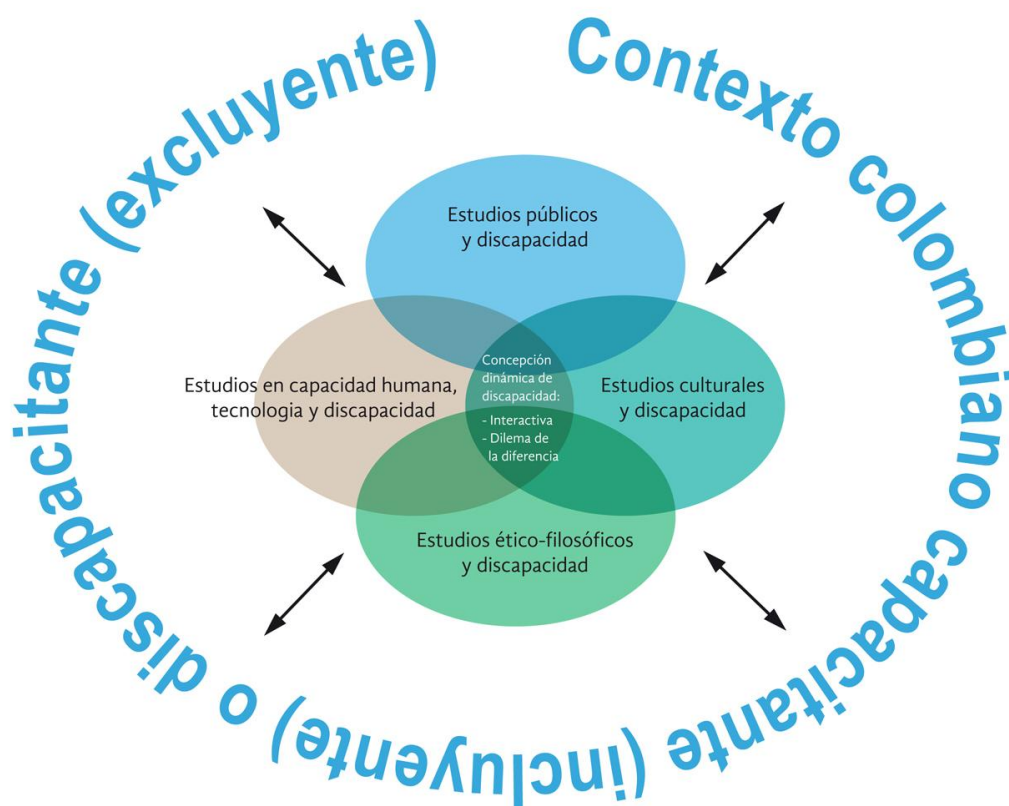 Contexto colombiano capacitante (incluyente) o discapacitante (excluyente)
Estudios públicos
y discapacidad
Estudios en capacidad humana,
tecnologia y discapacidad
Concepción
dinámica de
discapacidad:
- Interactiva
- Dilema de
la diferencia
Estudios culturales
y discapacidad
Estudios ético-filosóficos
y discapacidad